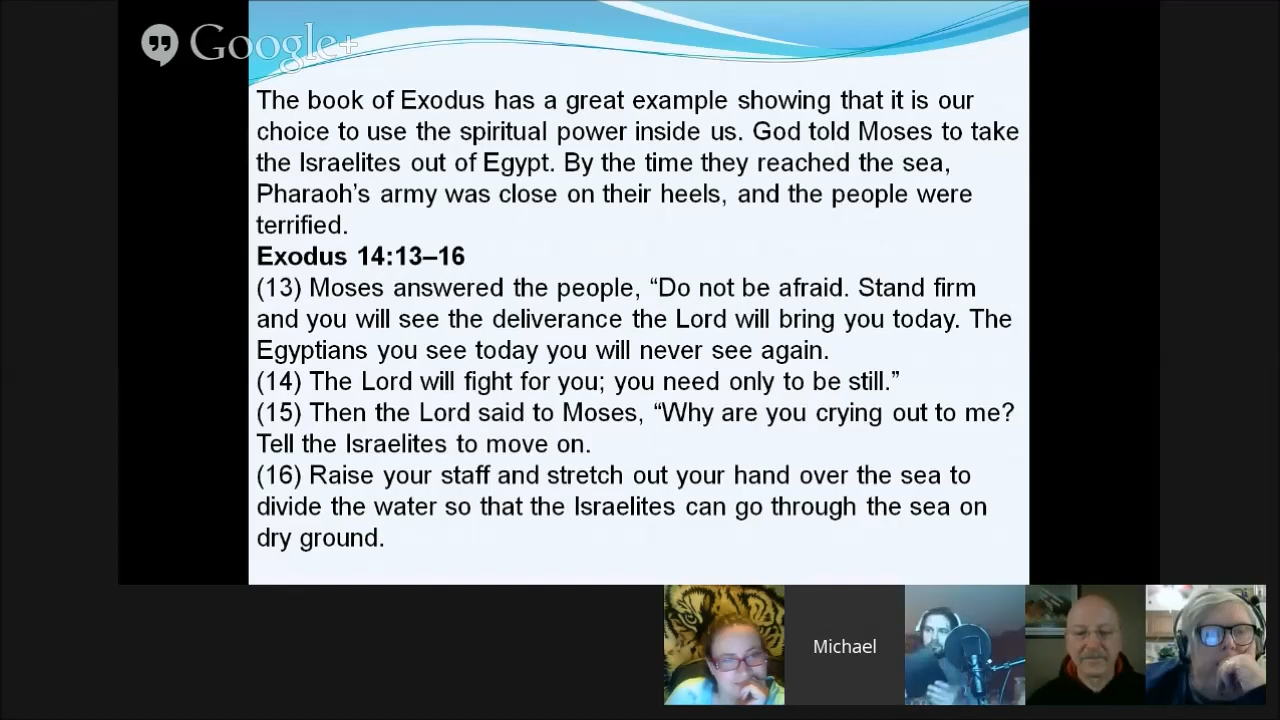 Google+
The book of Exodus has a great example showing that it is our
choice to use the spiritual power inside us. God told Moses to take
the Israelites out of Egypt. By the time they reached the sea,
Pharaoh’s army was close on their heels, and the people were
terrified.
Exodus 14:13–16
(13) Moses answered the people, “Do not be afraid. Stand firm
and you will see the deliverance the Lord will bring you today. The
Egyptians you see today you will never see again.
(14) The Lord will fight for you; you need only to be still.”
(15) Then the Lord said to Moses, “Why are you crying out to me?
Tell the Israelites to move on.
(16) Raise your staff and stretch out your hand over the sea to
divide the water so that the Israelites can go through the sea on
dry ground.
Michael